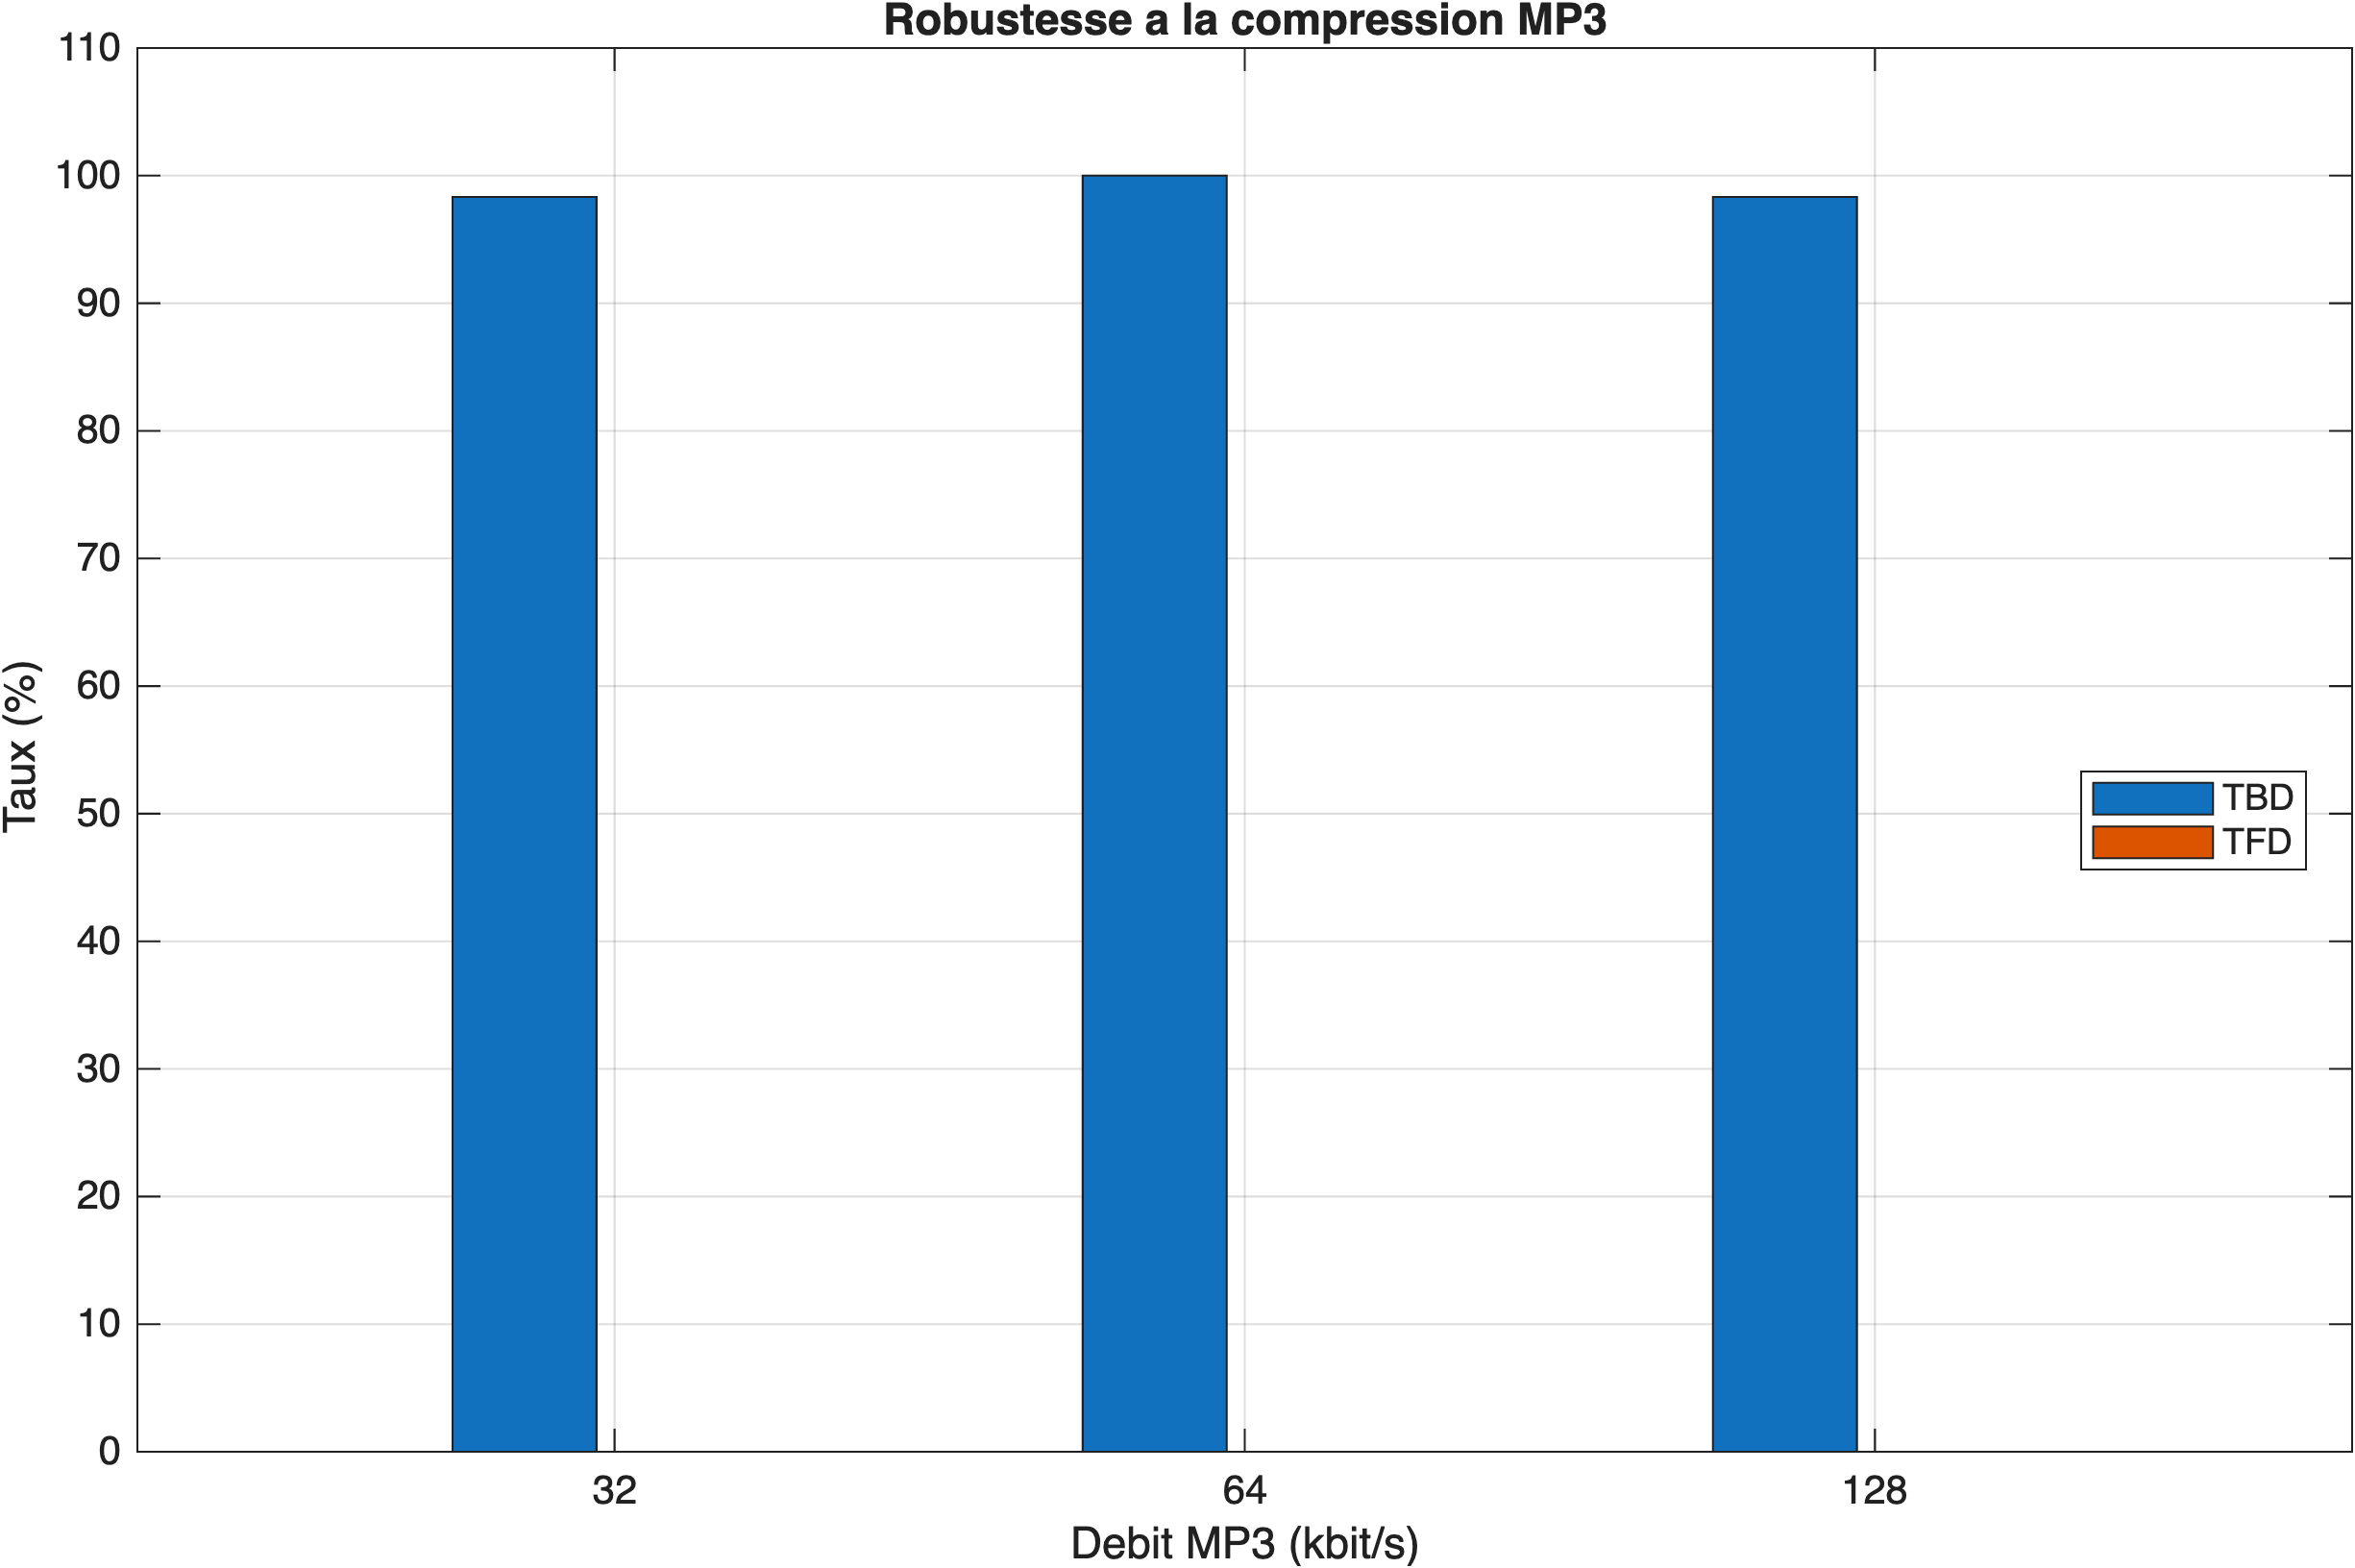 Robustesse a la compression MP3
110
100
90
80
70
60
50
40
30
20
10
0
Taux (%)
TBD
TFD
32 64 128
Debit MP3 (kbit/s)